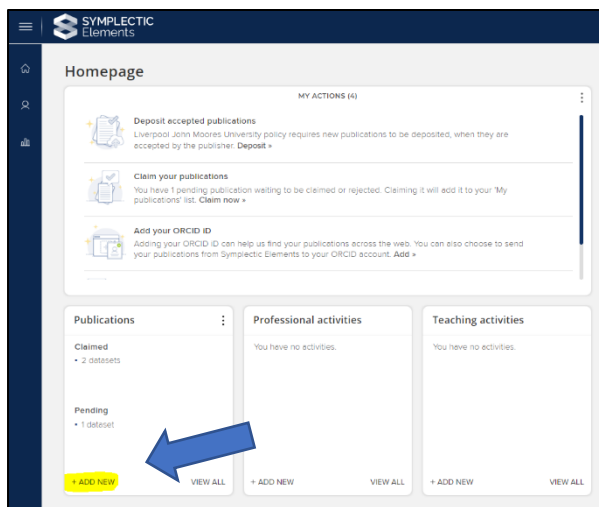 SYMPLECTIC
Elements
Homepage
MY ACTIONS (4)
Deposit accepted publications
Liverpool John Moores University policy requires new publications to be deposited, when they are
accepted by the publisher. Deposit »
Claim your publications
You have 1 pending publication waiting to be claimed or rejected. Claiming it will add it to your 'My
publications' list. Claim now »
Add your ORCID iD
Adding your ORCID iD can help us find your publications across the web. You can also choose to send
your publications from Symplectic Elements to your ORCID account. Add »
Publications
Claimed
• 2 datasets
Pending
• 1 dataset
+ ADD NEW VIEW ALL
Professional activities
You have no activities.
+ ADD NEW VIEW ALL
Teaching activities
You have no activities.
+ ADD NEW VIEW ALL